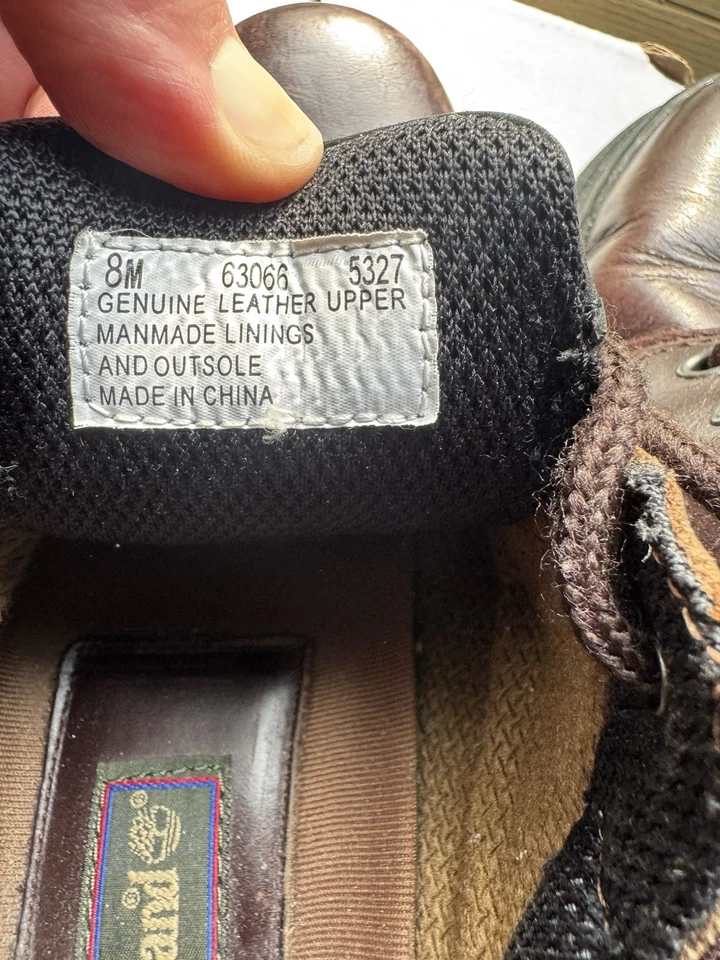 8M 63066 5327
GENUINE LEATHER UPPER
MANMADE LININGS
AND OUTSOLE
MADE IN CHINA
® 
®